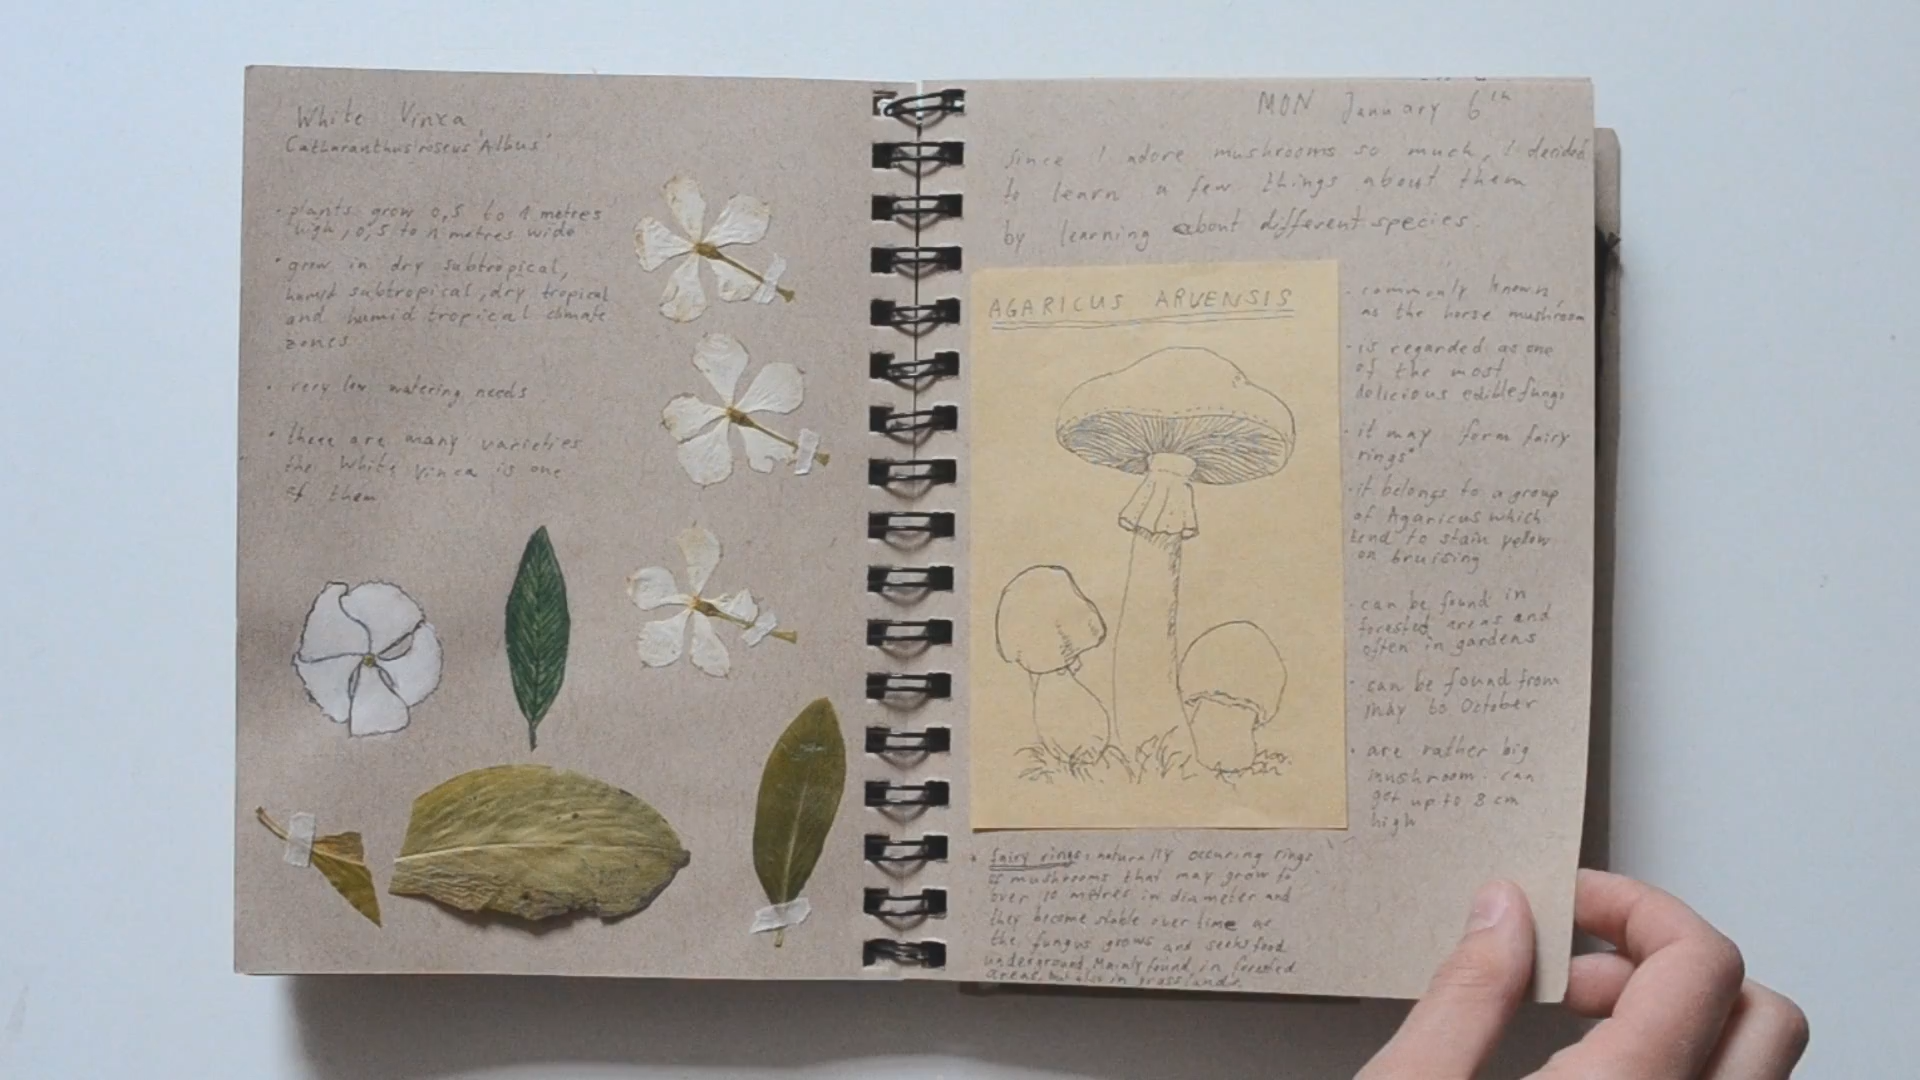 White Vinca
Catharanthus roseus 'Albus'
- plants grow 0,5 to 1 metres
high, 0,5 to 1 metres wide
• grow in dry subtropical,
humid subtropical, dry tropical
and humid tropical climate
zones
• very low watering needs
• there are many varieties
the White Vinca is one
of them
MON January 6th
since I adore mushrooms so much, I decided
to learn a few things about them
by learning about different species.
AGARICUS ARVENSIS
- commonly known
as the horse mushroom
- is regarded as one
of the most
delicious edible fungi
- it may form fairy
rings*
- it belongs to a group
of Agaricus which
tend to stain yellow
on bruising
- can be found in
forested areas and
often in gardens
• can be found from
may to October
• are rather big
mushroom. can
get up to 8 cm
high
* fairy rings: naturally occuring rings
of mushrooms that may grow to
over 10 metres in diameter and
they become stable over time as
the fungus grows and seeks food
underground. Mainly found in forested
areas, but also in grasslands.